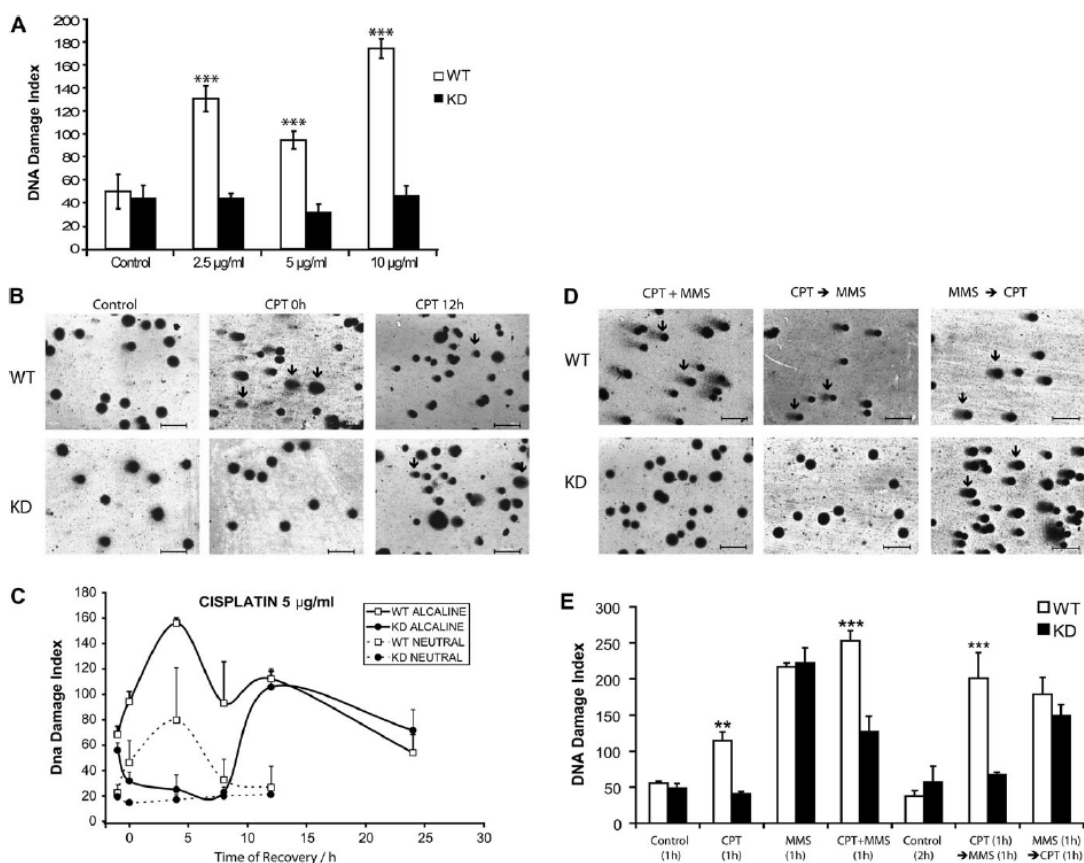 A
DNA Damage Index
200
180
160
140
120
100
80
60
40
20
0
***
***
***
WT
KD
Control 2.5 µg/ml 5 µg/ml 10 µg/ml
B
Control CPT 0h CPT 12h
WT
KD
C
CISPLATIN 5 µg/ml
Dna Damage Index
180
160
140
120
100
80
60
40
20
0
WT ALCALINE
KD ALCALINE
WT NEUTRAL
KD NEUTRAL
0 5 10 15 20 25 30
Time of Recovery / h
D
CPT + MMS CPT → MMS MMS → CPT
WT
KD
E
DNA Damage Index
300
250
200
150
100
50
0
**
***
***
WT
KD
Control CPT MMS CPT+MMS Control CPT (1h) MMS (1h)
(1h) (1h) (1h) (1h) (2h) →MMS (1h) →CPT (1h)